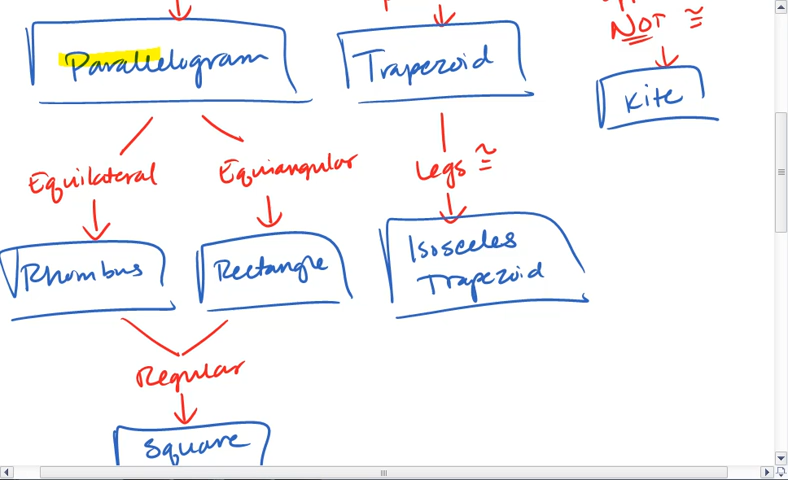 NOT ≅
Parallelogram
Trapezoid
Kite
Equilateral
Equiangular
Legs ≅
Rhombus
Rectangle
Isosceles
Trapezoid
Regular
Square